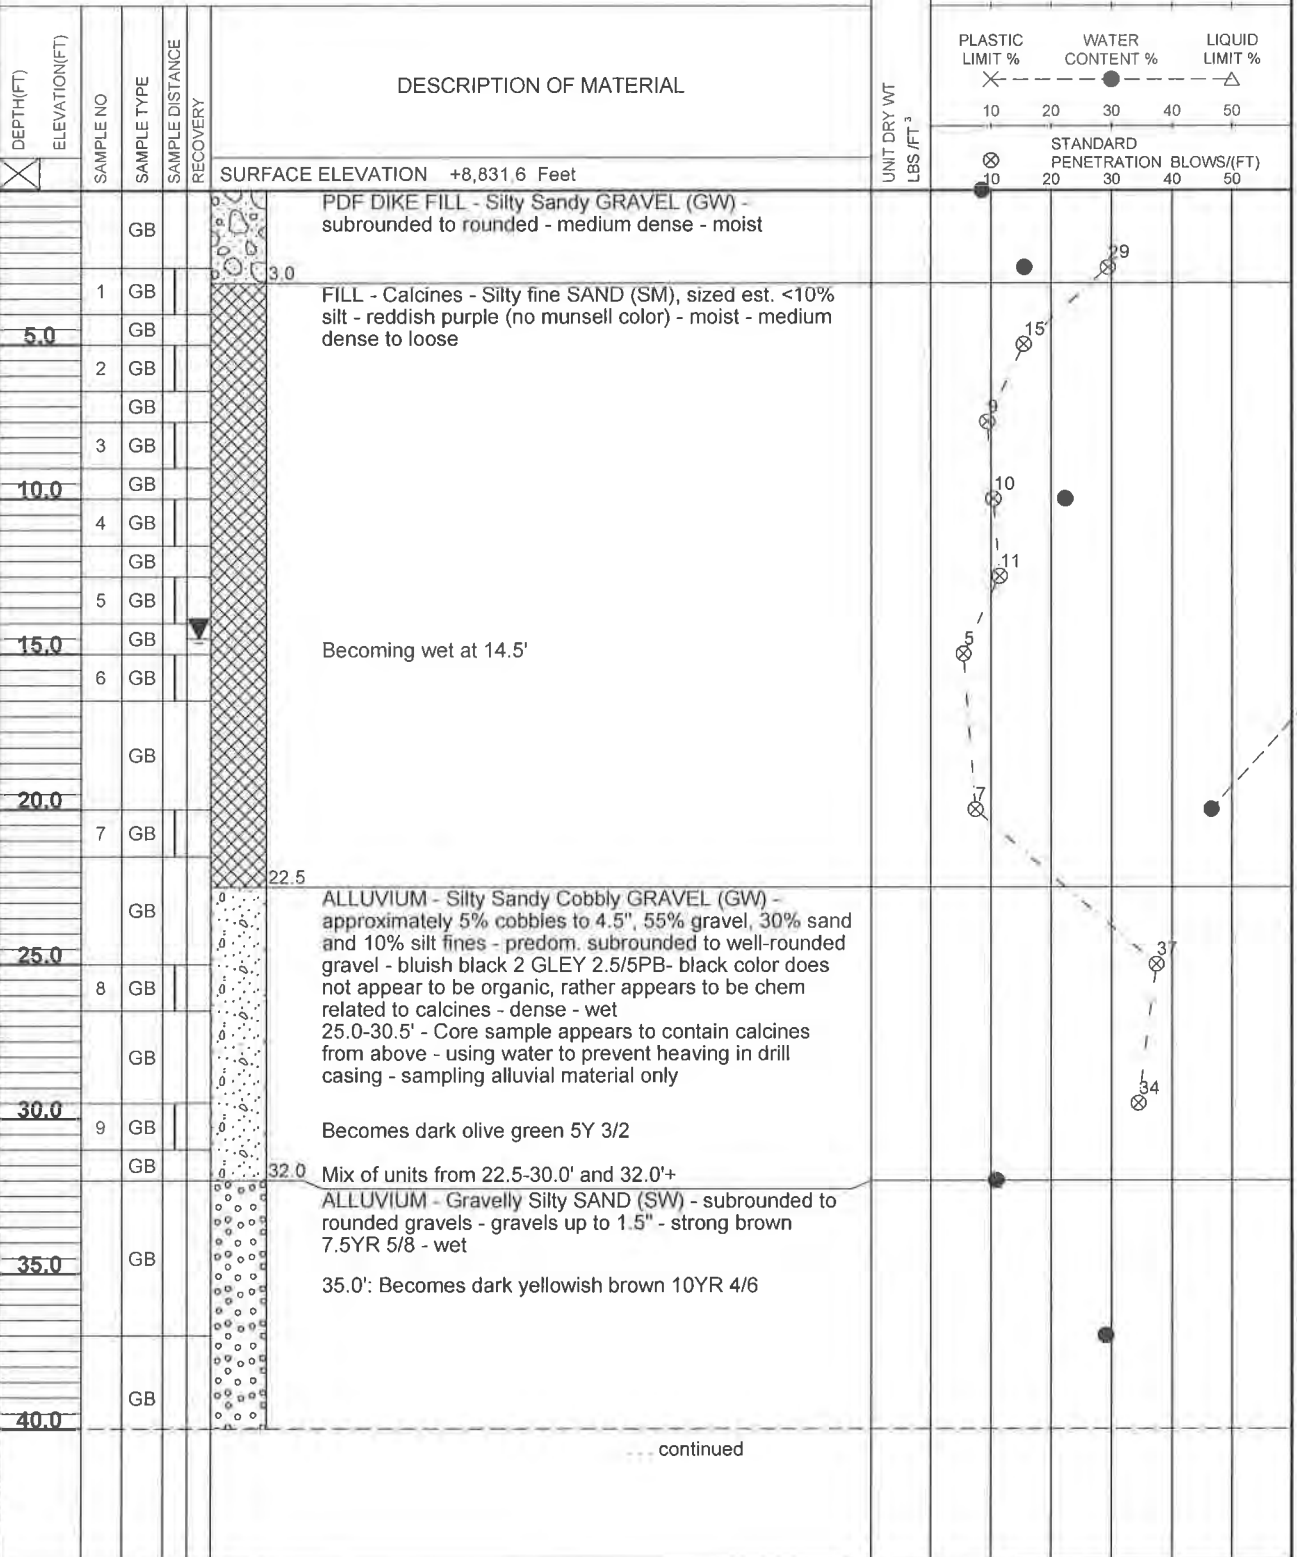 DEPTH(FT)
ELEVATION(FT)
SAMPLE NO
SAMPLE TYPE
SAMPLE DISTANCE
RECOVERY
DESCRIPTION OF MATERIAL
UNIT DRY WT
LBS /FT ³
PLASTIC LIMIT %
WATER CONTENT %
LIQUID LIMIT %
10 20 30 40 50
STANDARD
PENETRATION BLOWS/(FT)
10 20 30 40 50
SURFACE ELEVATION +8,831.6 Feet
PDF DIKE FILL - Silty Sandy GRAVEL (GW) -
GB
subrounded to rounded - medium dense - moist
29
3.0
1 GB
FILL - Calcines - Silty fine SAND (SM), sized est. <10%
silt - reddish purple (no munsell color) - moist - medium
dense to loose
5.0
GB
15
2 GB
GB
9
3 GB
10.0
GB
10
4 GB
GB
11
5 GB
15.0
GB
Becoming wet at 14.5'
5
6 GB
GB
20.0
7
7 GB
22.5
GB
ALLUVIUM - Silty Sandy Cobbly GRAVEL (GW) -
approximately 5% cobbles to 4.5", 55% gravel, 30% sand
and 10% silt fines - predom. subrounded to well-rounded
gravel - bluish black 2 GLEY 2.5/5PB- black color does
not appear to be organic, rather appears to be chem
related to calcines - dense - wet
25.0
37
8 GB
25.0-30.5' - Core sample appears to contain calcines
from above - using water to prevent heaving in drill
casing - sampling alluvial material only
GB
34
30.0
9 GB
Becomes dark olive green 5Y 3/2
GB
32.0
Mix of units from 22.5-30.0' and 32.0'+
ALLUVIUM - Gravelly Silty SAND (SW) - subrounded to
rounded gravels - gravels up to 1.5" - strong brown
7.5YR 5/8 - wet
35.0
GB
35.0': Becomes dark yellowish brown 10YR 4/6
GB
40.0
... continued